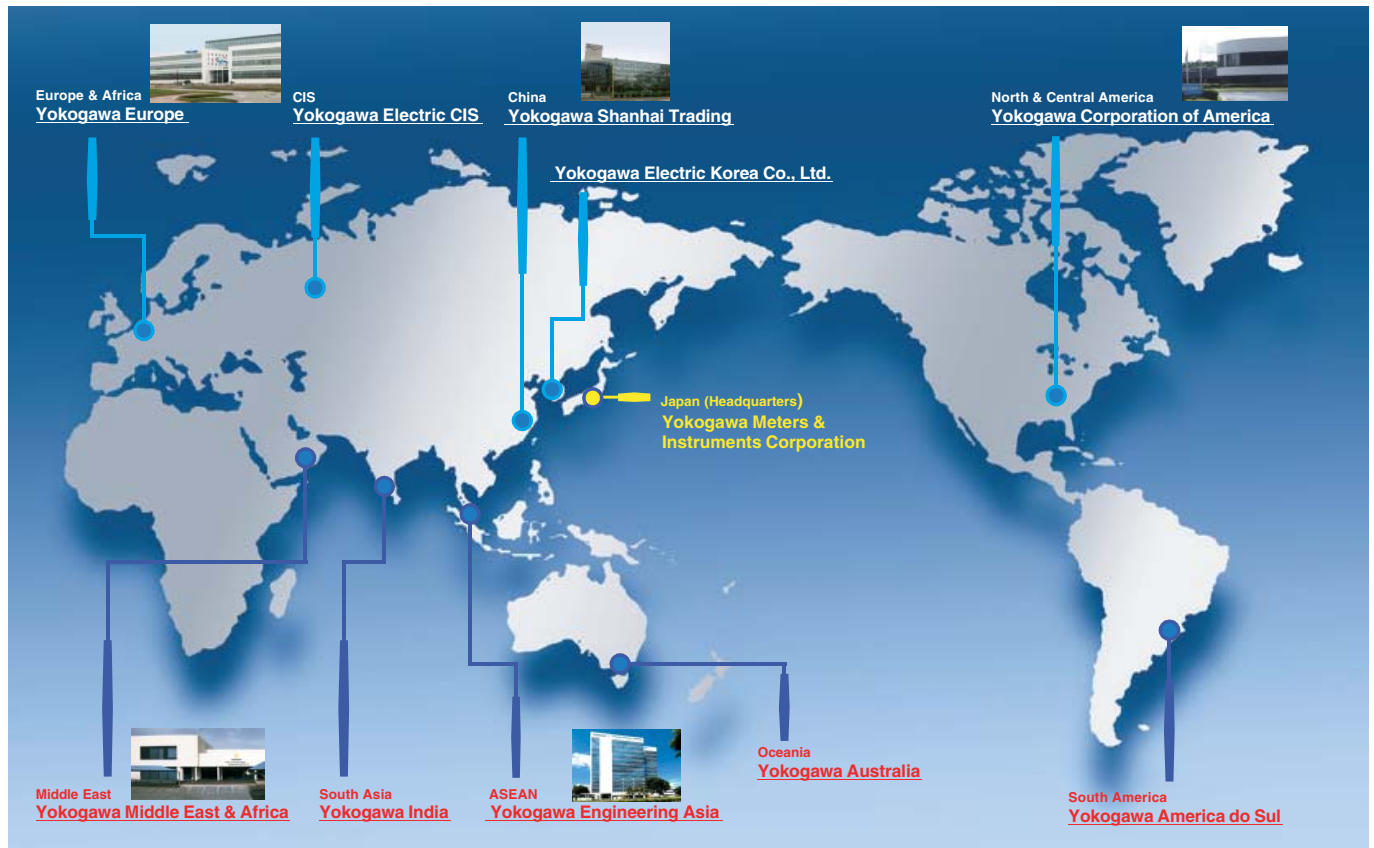 Europe & Africa
Yokogawa Europe
CIS
Yokogawa Electric CIS
China
Yokogawa Shanhai Trading
North & Central America
Yokogawa Corporation of America
Yokogawa Electric Korea Co., Ltd.
Japan (Headquarters)
Yokogawa Meters &
Instruments Corporation
Oceania
Yokogawa Australia
Middle East
Yokogawa Middle East & Africa
South Asia
Yokogawa India
ASEAN
Yokogawa Engineering Asia
South America
Yokogawa America do Sul